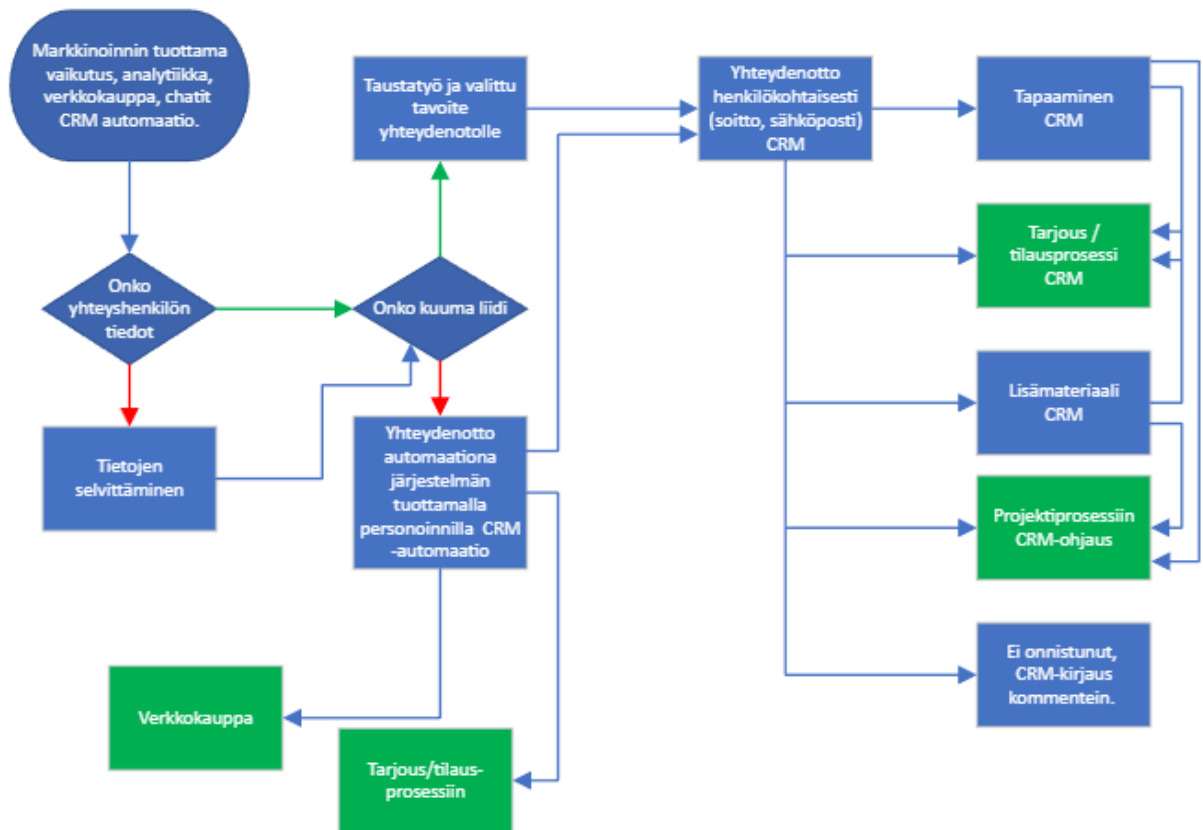 Markkinoinnin tuottama
vaikutus, analytiikka,
verkkokauppa, chatit
CRM automaatio.
Taustatyö ja valittu
tavoite
yhteydenotolle
Yhteydenotto
henkilökohtaisesti
(soitto, sähköposti)
CRM
Tapaaminen
CRM
Tarjous /
tilausprosessi
CRM
Onko
yhteyshenkilön
tiedot
Onko kuuma liidi
Lisämateriaali
CRM
Tietojen
selvittäminen
Yhteydenotto
automaationa
järjestelmän
tuottamalla
personoinnilla CRM
-automaatio
Projektiprosessiin
CRM-ohjaus
Ei onnistunut,
CRM-kirjaus
kommentein.
Verkkokauppa
Tarjous/tilaus-
prosessiin